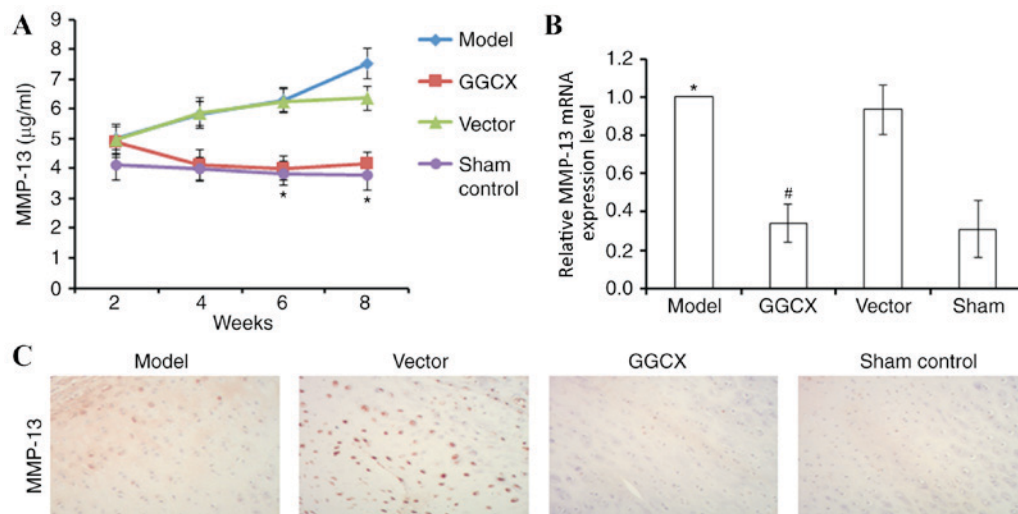 A
9
8
7
6
5
4
3
2
1
0
MMP-13 (μg/ml)
2 4 6 8
Weeks
* *
Model
GGCX
Vector
Sham
control
B
1.2
1.0
0.8
0.6
0.4
0.2
0.0
Relative MMP-13 mRNA
expression level
*
#
Model GGCX Vector Sham
C
Model Vector GGCX Sham control
MMP-13